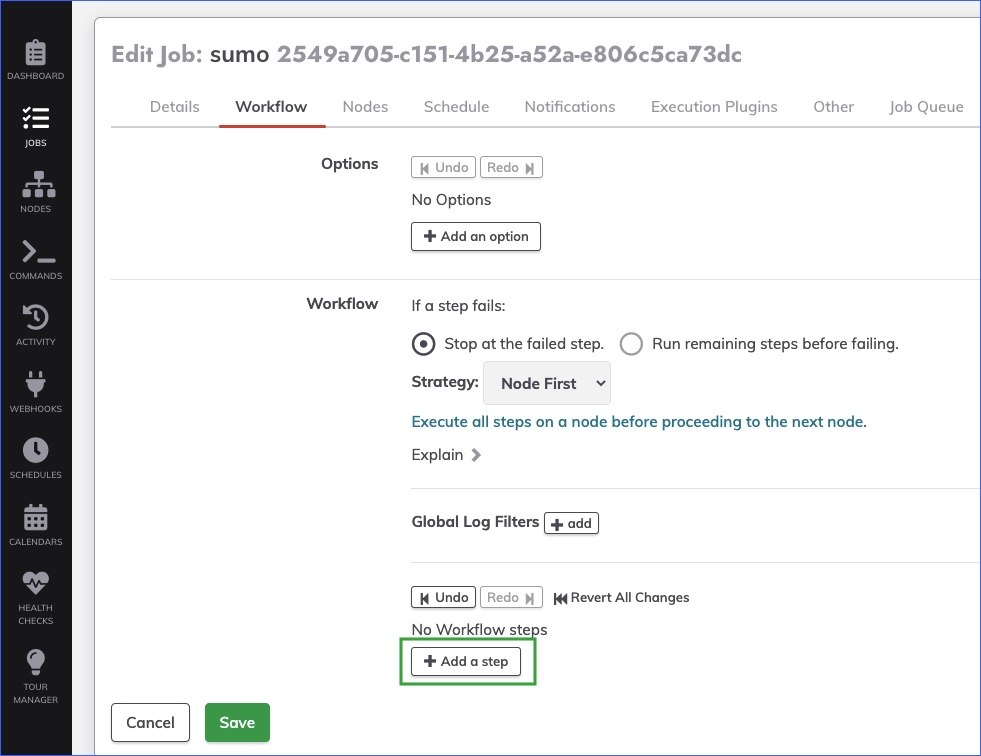 DASHBOARD
JOBS
NODES
COMMANDS
ACTIVITY
WEBHOOKS
SCHEDULES
CALENDARS
HEALTH
CHECKS
TOUR
MANAGER
Edit Job: sumo 2549a705-c151-4b25-a52a-e806c5ca73dc
Details Workflow Nodes Schedule Notifications Execution Plugins Other Job Queue
Options Undo Redo
No Options
Add an option
Workflow If a step fails:
Stop at the failed step. Run remaining steps before failing.
Strategy: Node First
Execute all steps on a node before proceeding to the next node.
Explain
Global Log Filters add
Undo Redo Revert All Changes
No Workflow steps
Add a step
Cancel Save